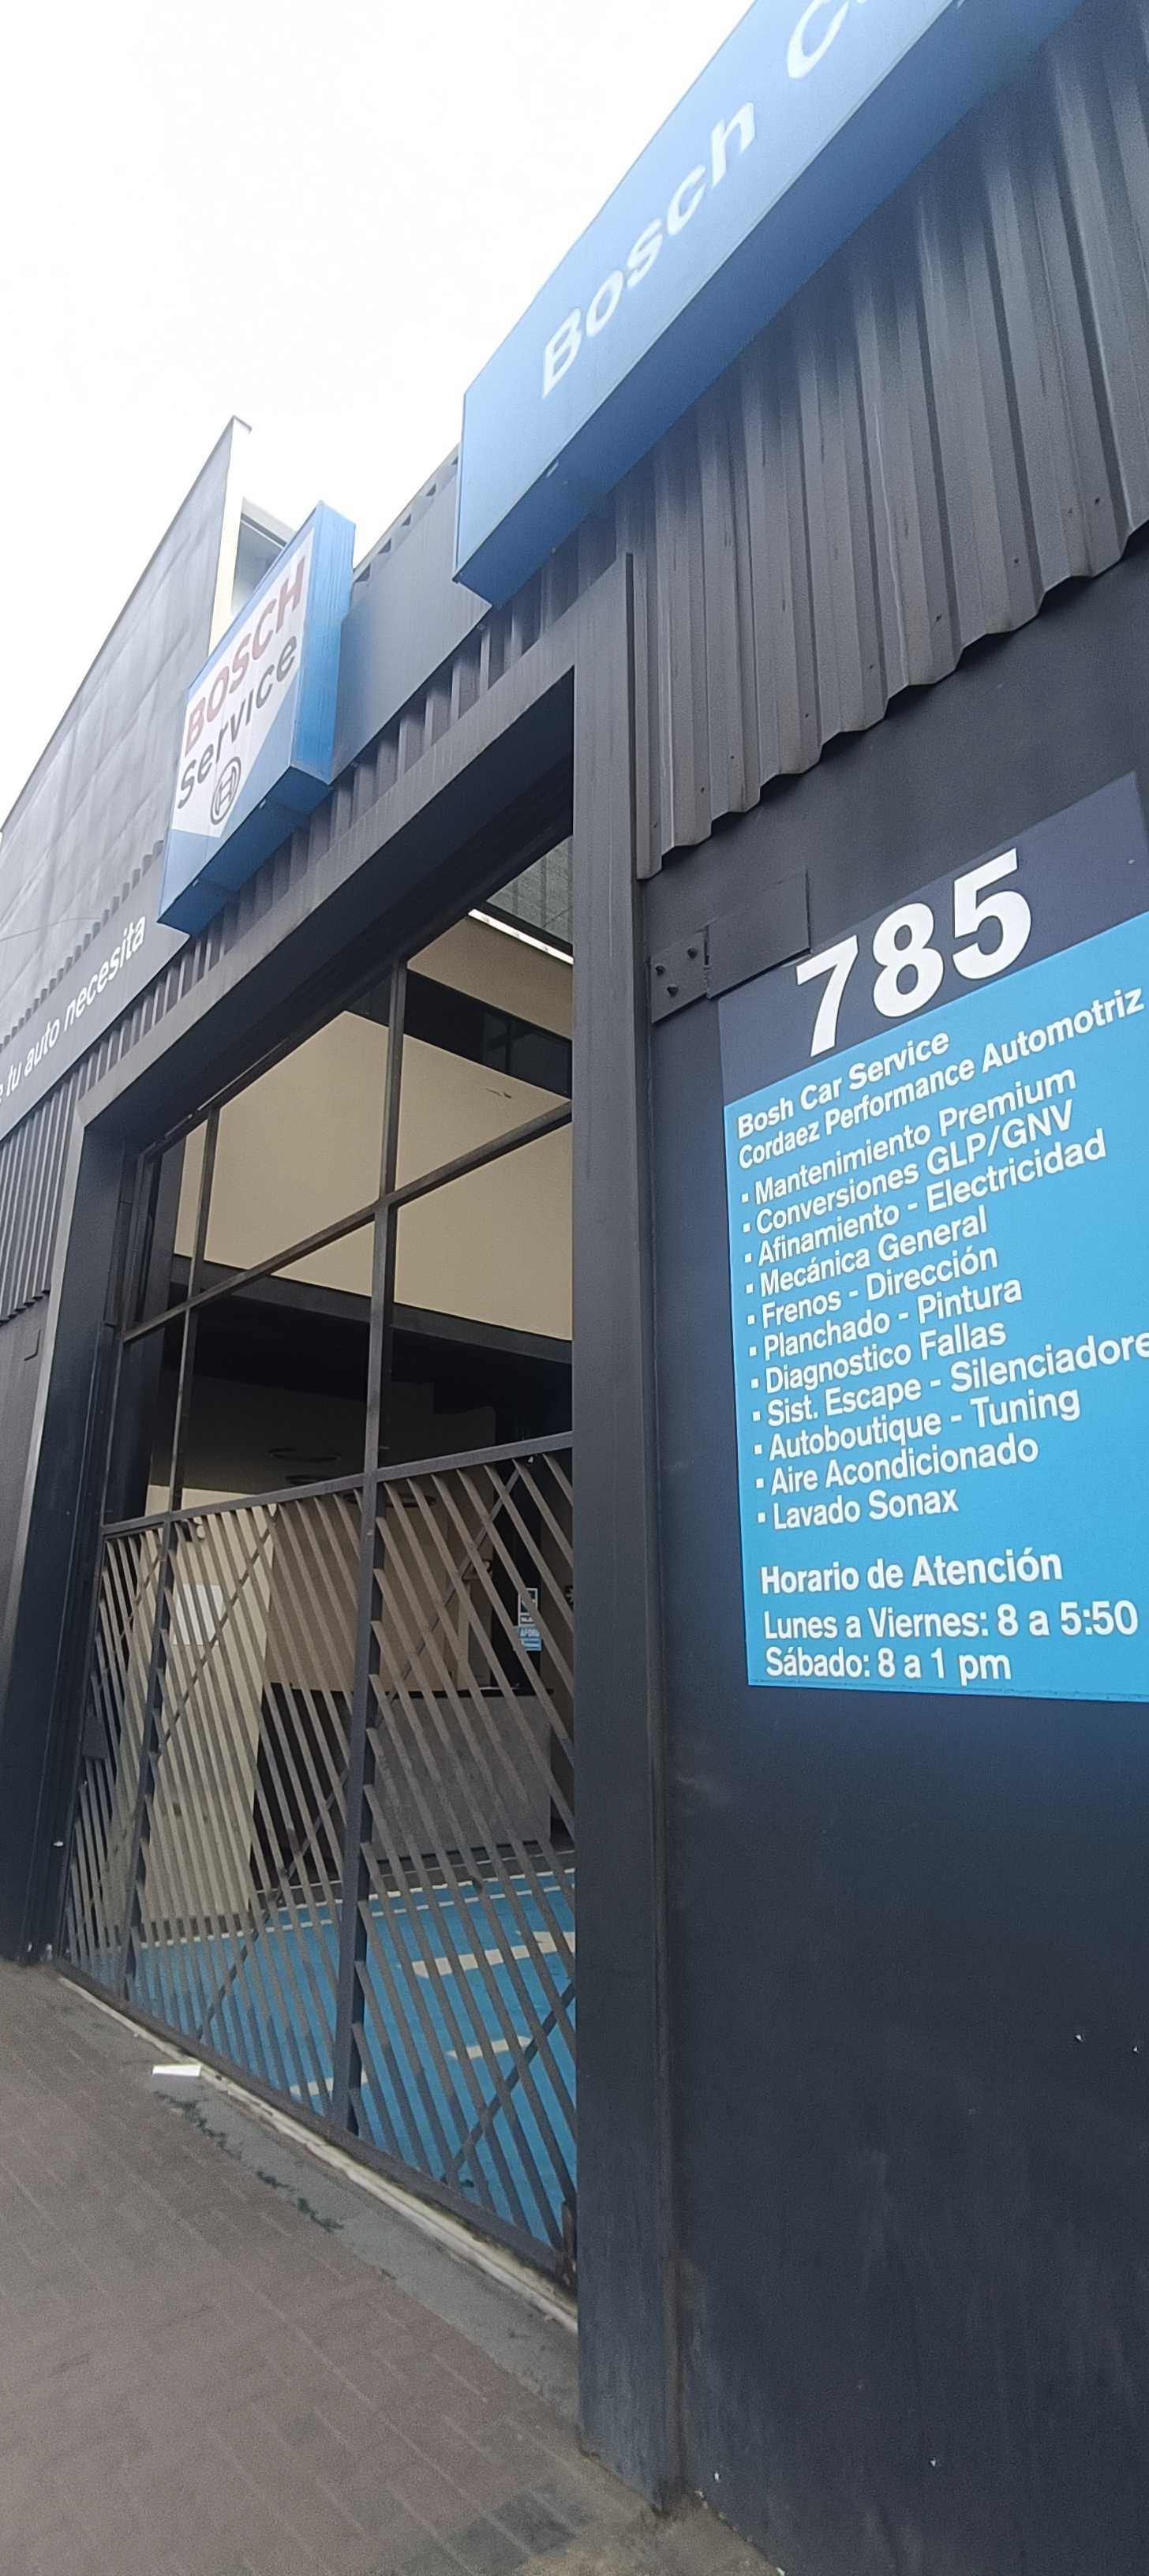 Bosch
BOSCH
Service
tu auto necesita
785
Bosh Car Service
Cordaez Performance Automotriz
▪ Mantenimiento Premium
▪ Conversiones GLP/GNV
▪ Afinamiento - Electricidad
▪ Mecánica General
▪ Frenos - Dirección
▪ Planchado - Pintura
▪ Diagnostico Fallas
▪ Sist. Escape - Silenciadore
▪ Autoboutique - Tuning
▪ Aire Acondicionado
▪ Lavado Sonax
Horario de Atención
Lunes a Viernes: 8 a 5:50
Sábado: 8 a 1 pm